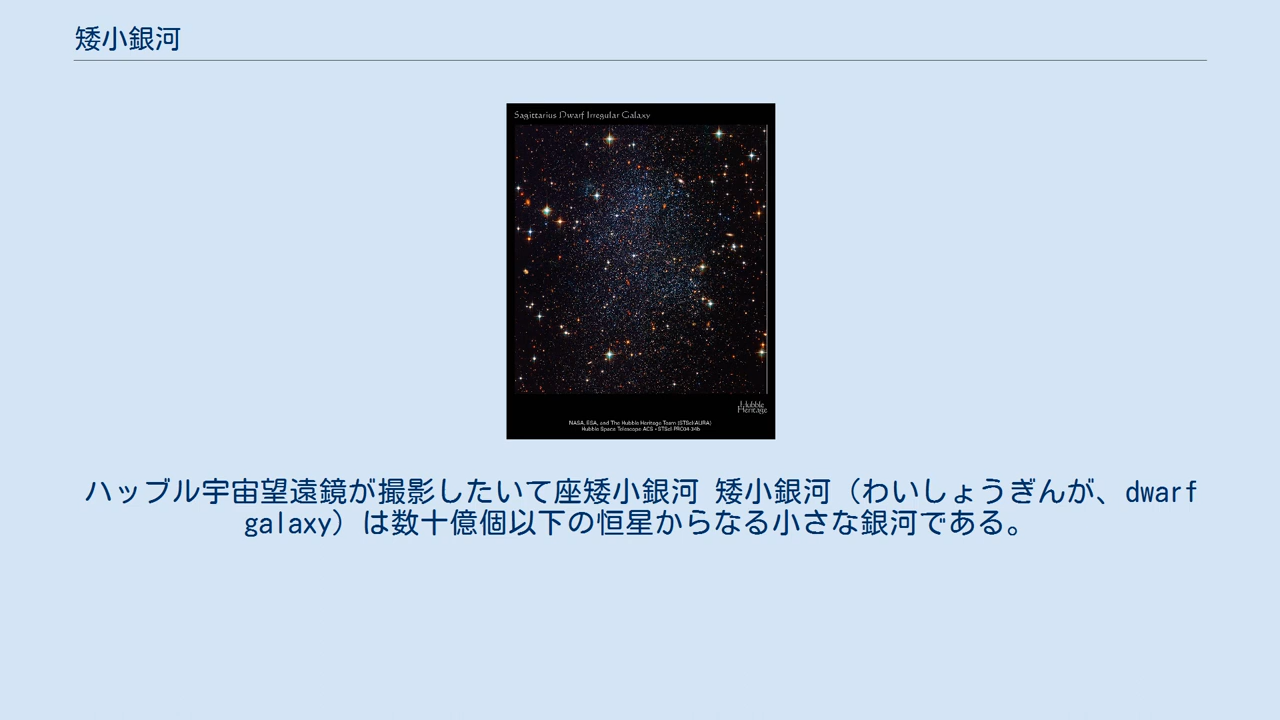 矮小銀河
Sagittarius Dwarf Irregular Galaxy
Hubble
Heritage
NASA, ESA, and The Hubble Heritage Team (STScI/AURA)
Hubble Space Telescope ACS • STScI-PRC04-31b
ハッブル宇宙望遠鏡が撮影したいて座矮小銀河 矮小銀河（わいしょうぎんが、dwarf
galaxy）は数十億個以下の恒星からなる小さな銀河である。